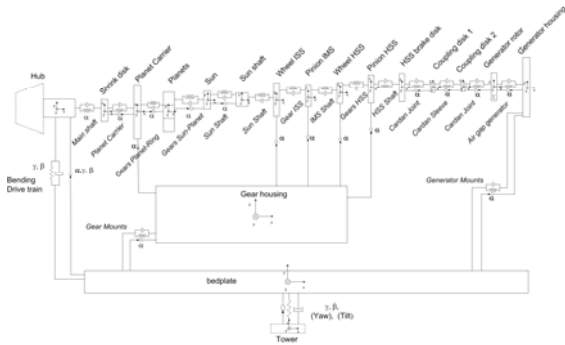 Hub
Shrink disk
Planet Carrier
Planets
Sun
Sun shaft
Wheel ISS
Pinion IMS
Wheel HSS
Pinion HSS
HSS brake disk
Coupling disk 1
Coupling disk 2
Generator rotor
Generator housing
Main shaft
Planet Carrier
Gears Planet-Ring
Gears Sun-Planet
Sun Shaft
Sun Shaft
Gear ISS
IMS Shaft
Gears HSS
HSS Shaft
Cardan Joint
Cardan Sleeve
Cardan Joint
Air gap generator
α α α α α α α α α α α α α
α α α α
γ, β
α,γ, β
Bending
Drive train
Gear housing
Gear Mounts
α
Generator Mounts
α
bedplate
γ, β,
(Yaw), (Tilt)
Tower